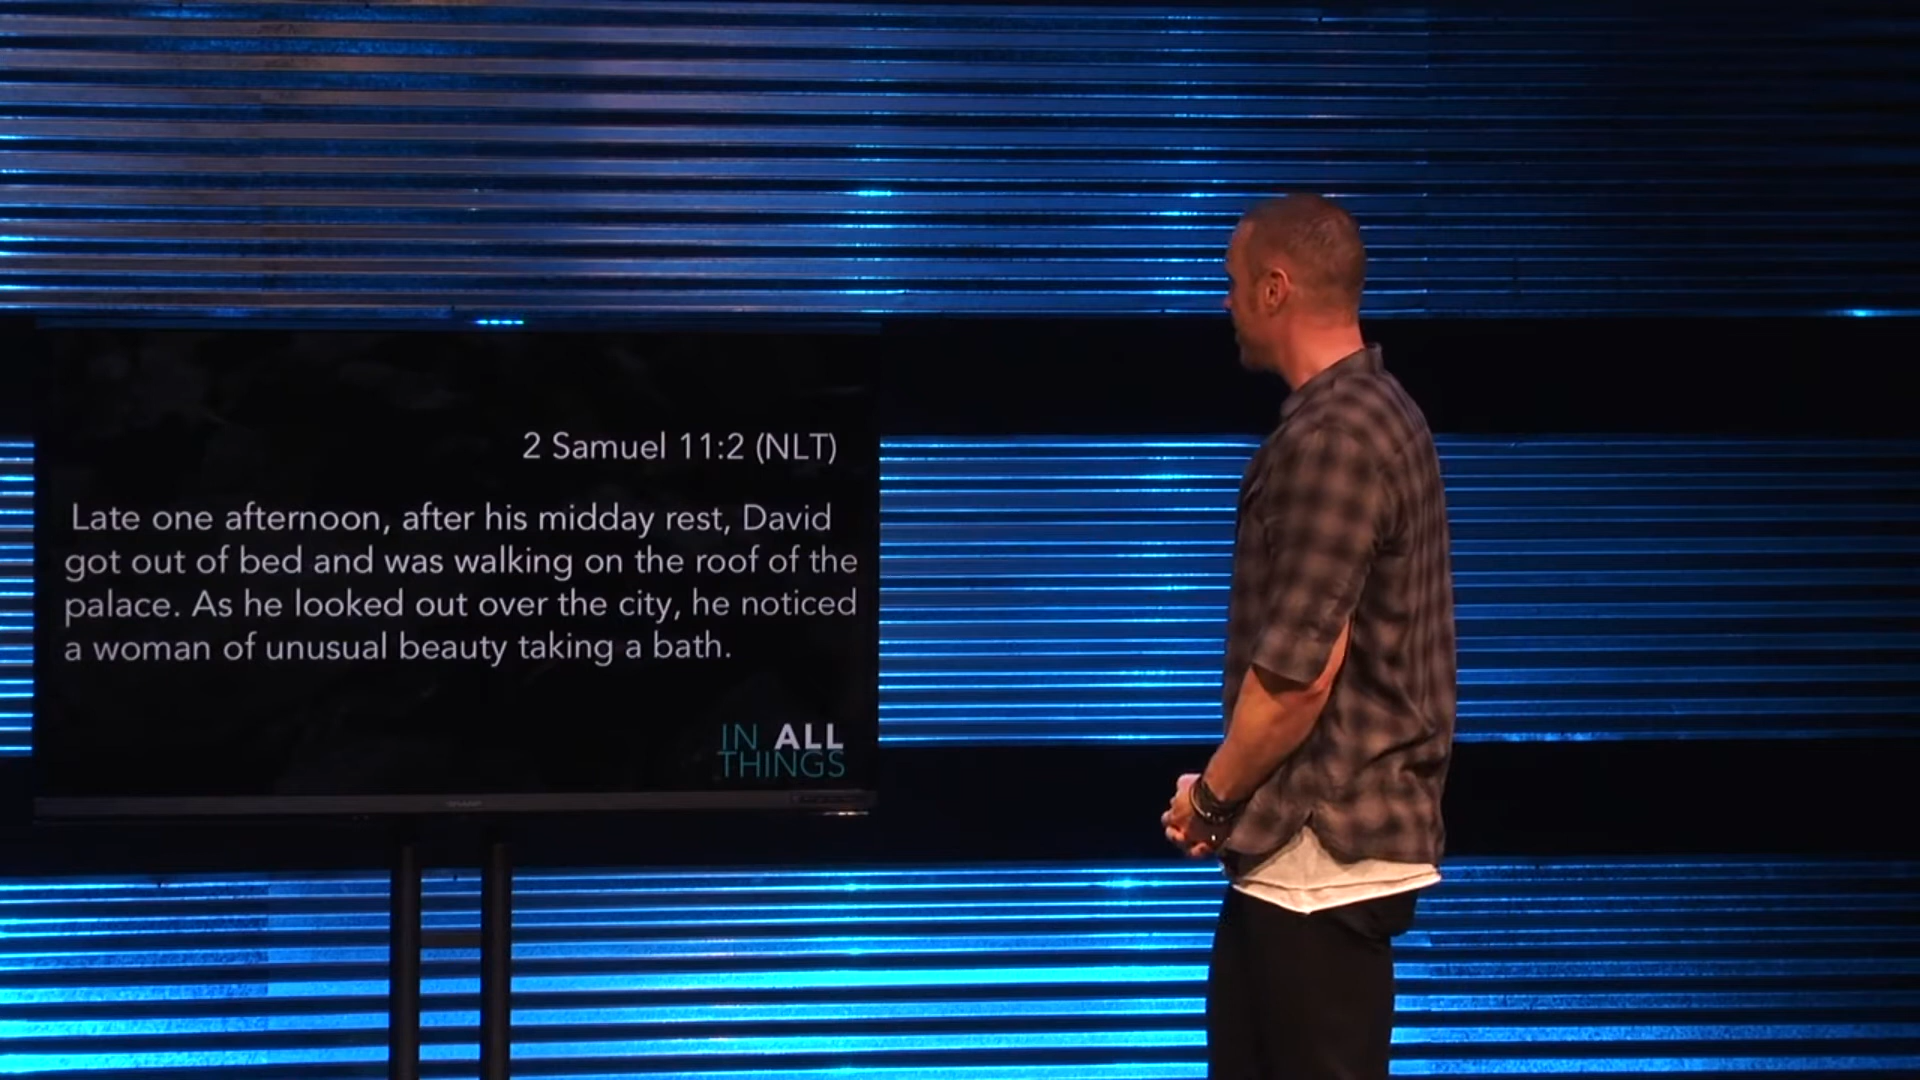 2 Samuel 11:2 (NLT)
Late one afternoon, after his midday rest, David
got out of bed and was walking on the roof of the
palace. As he looked out over the city, he noticed
a woman of unusual beauty taking a bath.
IN ALL
THINGS